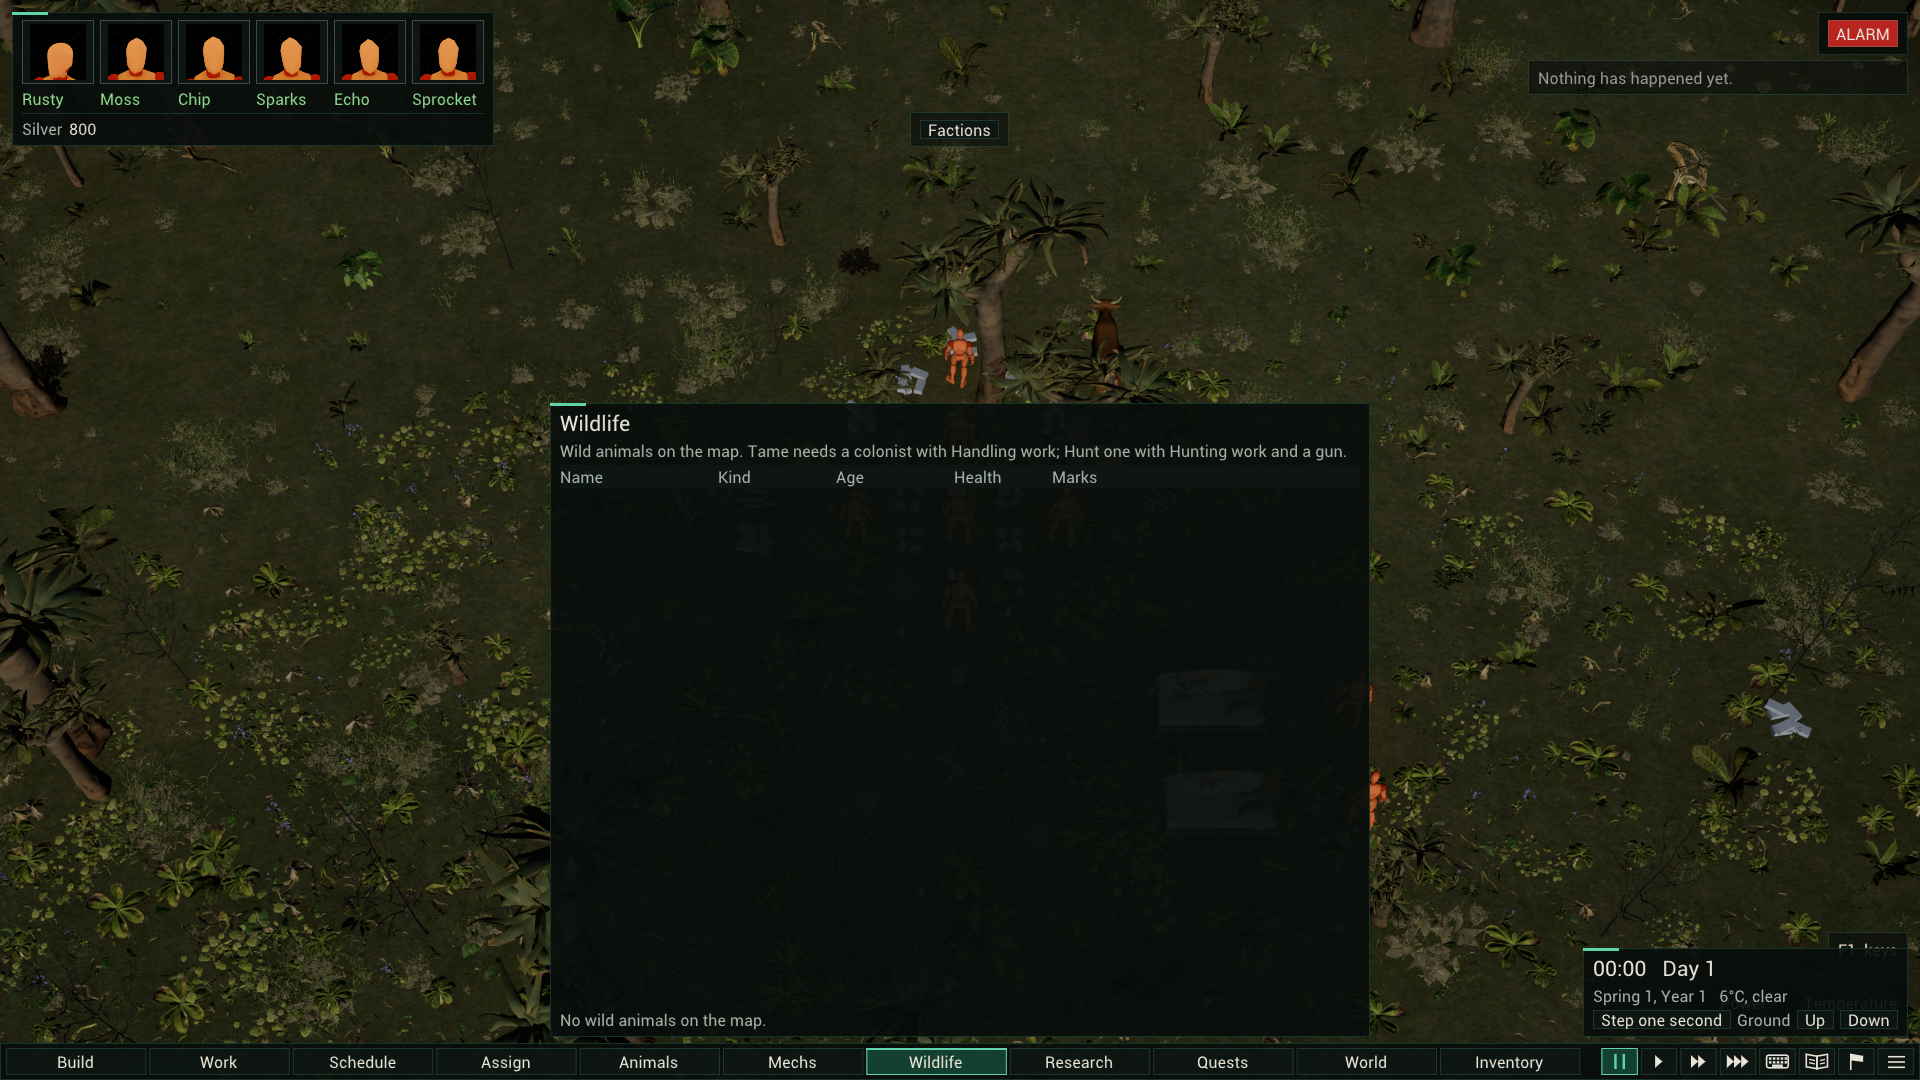 ALARM
Nothing has happened yet.
Rusty Moss Chip Sparks Echo Sprocket
Silver 800
Factions
Wildlife
Wild animals on the map. Tame needs a colonist with Handling work; Hunt one with Hunting work and a gun.
Name Kind Age Health Marks
No wild animals on the map.
F1 keys
00:00 Day 1
Spring 1, Year 1 6°C, clear
Temperature
Step one second Ground Up Down
Build Work Schedule Assign Animals Mechs Wildlife Research Quests World Inventory